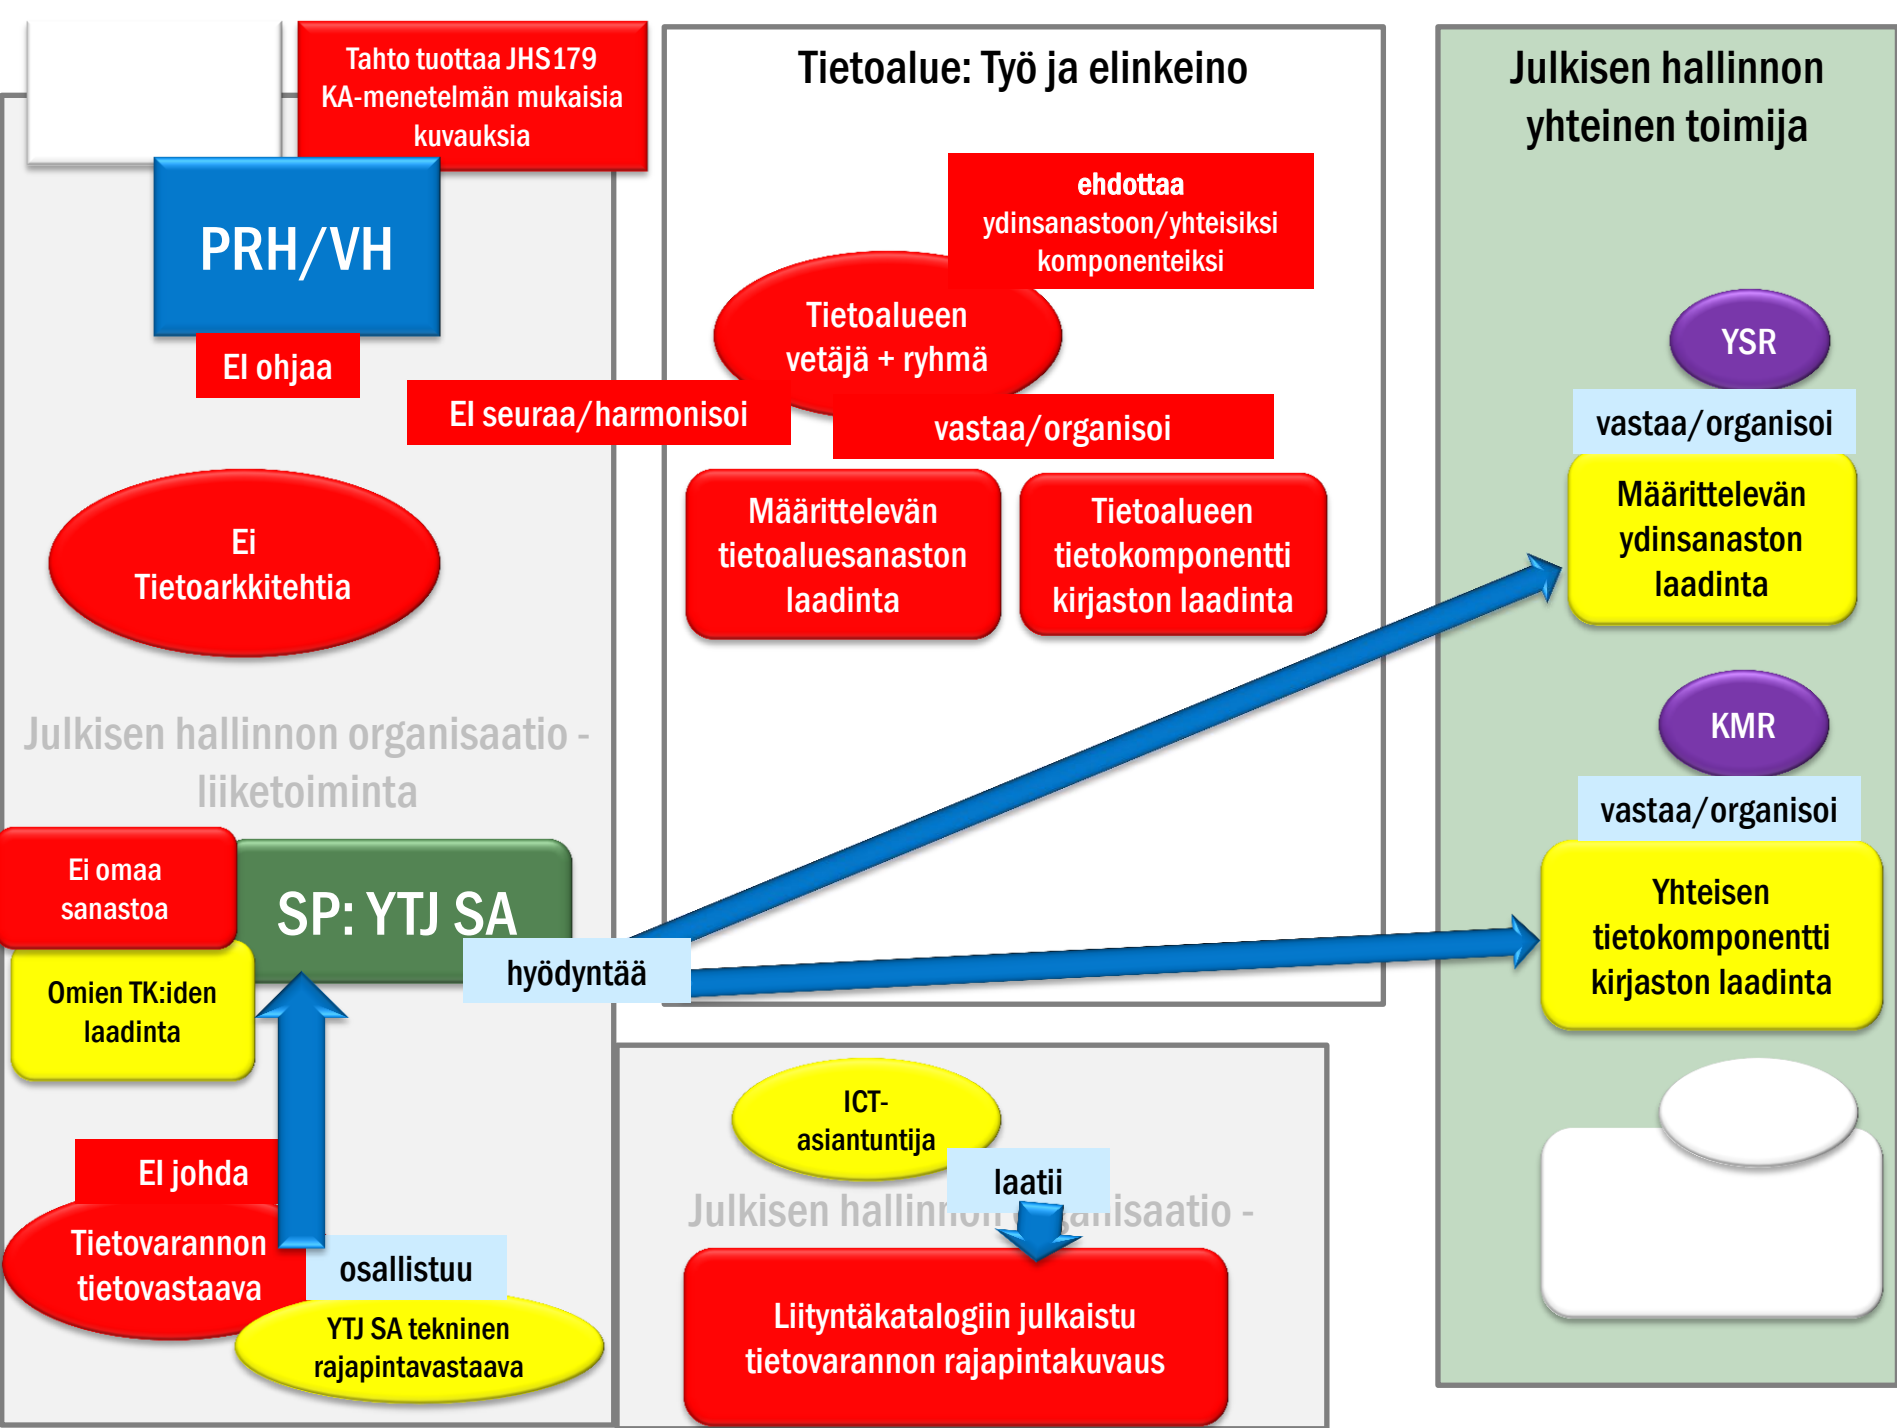 Tahto tuottaa JHS179
KA-menetelmän mukaisia
kuvauksia
PRH/VH
EI ohjaa
EI seuraa/harmonisoi
Ei
Tietoarkkitehtia
Julkisen hallinnon organisaatio -
liiketoiminta
Ei omaa
sanastoa
SP: YTJ SA
hyödyntää
Omien TK:iden
laadinta
EI johda
Tietovarannon
tietovastaava
osallistuu
YTJ SA tekninen
rajapintavastaava
Tietoalue: Työ ja elinkeino
ehdottaa
ydinsanastoon/yhteisiksi
komponenteiksi
Tietoalueen
vetäjä + ryhmä
vastaa/organisoi
Määrittelevän
tietoaluesanaston
laadinta
Tietoalueen
tietokomponentti
kirjaston laadinta
ICT-
asiantuntija
laatii
Julkisen hallinnon organisaatio -
Liityntäkatalogiin julkaistu
tietovarannon rajapintakuvaus
Julkisen hallinnon
yhteinen toimija
YSR
vastaa/organisoi
Määrittelevän
ydinsanaston
laadinta
KMR
vastaa/organisoi
Yhteisen
tietokomponentti
kirjaston laadinta